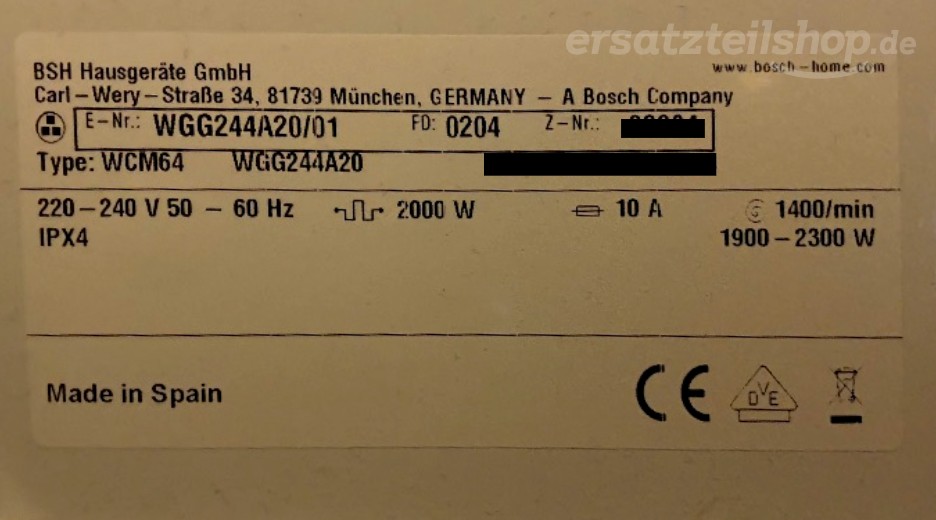 ersatzteilshop.de
BSH Hausgeräte GmbH www.bosch-home.com
Carl-Wery-Straße 34, 81739 München, GERMANY - A Bosch Company
E-Nr.: WGG244A20/01 FD: 0204 Z-Nr.:
Type: WCM64 WGG244A20
220-240 V 50 - 60 Hz 2000 W 10 A 1400/min
IPX4 1900-2300 W
Made in Spain CE DVE